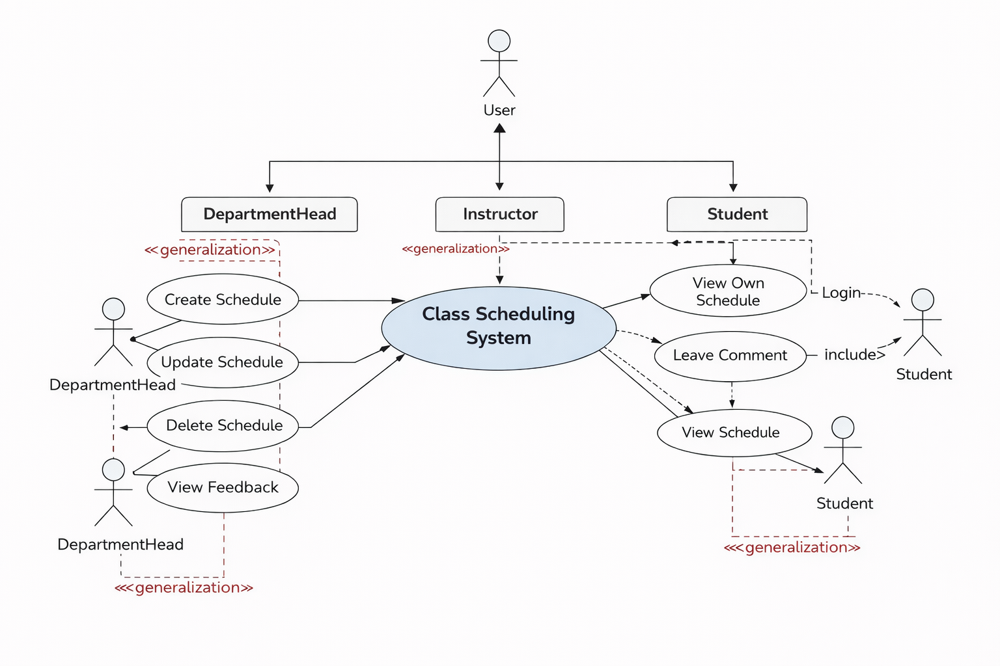 User
DepartmentHead
Instructor
Student
<<generalization>>
<<generalization>>
Create Schedule
Class Scheduling
System
View Own
Schedule
Login
Update Schedule
Leave Comment
include>
DepartmentHead
Student
Delete Schedule
View Schedule
View Feedback
Student
DepartmentHead
<<<generalization>>
<<<generalization>>